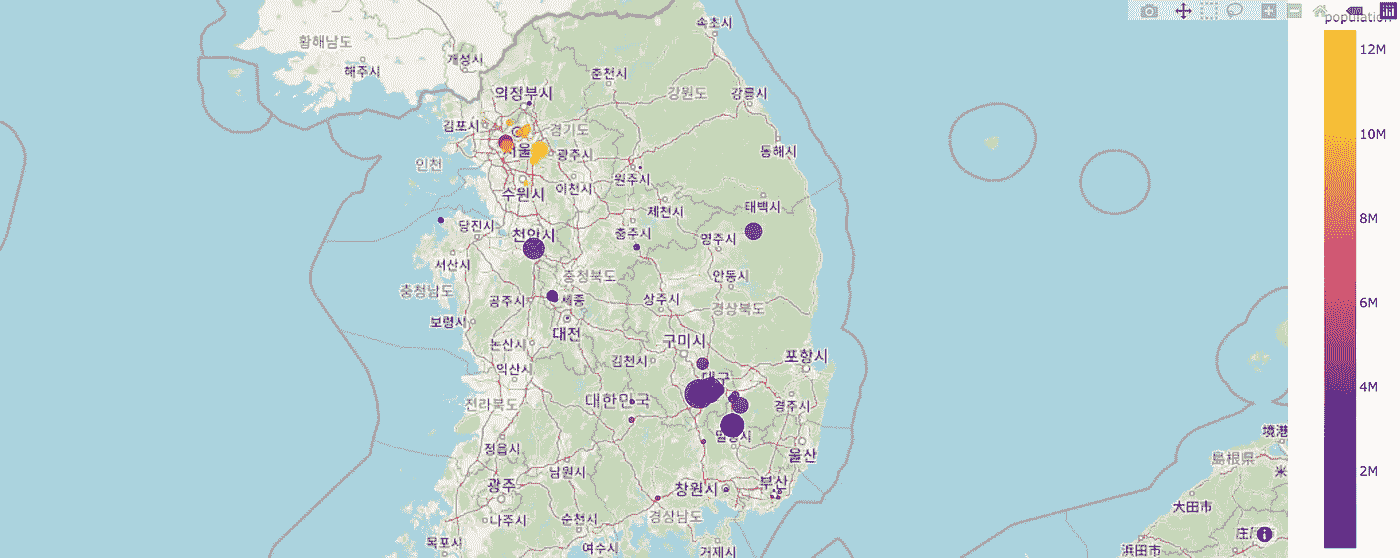 population
속초시
황해남도
개성시
해주시
춘천시
의정부시
강원도
강릉시
12M
김포시
경기도
10M
서울
광주시
동해시
인천
원주시
수원시
이천시
8M
제천시
태백시
당진시
천안시
충주시
영주시
서산시
충청북도
안동시
충청남도
공주시
세종
상주시
경상북도
6M
보령시
대전
논산시
구미시
김천시
포항시
익산시
대구
4M
전라북도
대한민국
경주시
境港
정읍시
밀양시
울산
島根県
米
2M
남원시
광주
창원시
부산
나주시
순천시
경상남도
大田市
목포시
여수시
거제시
浜田市